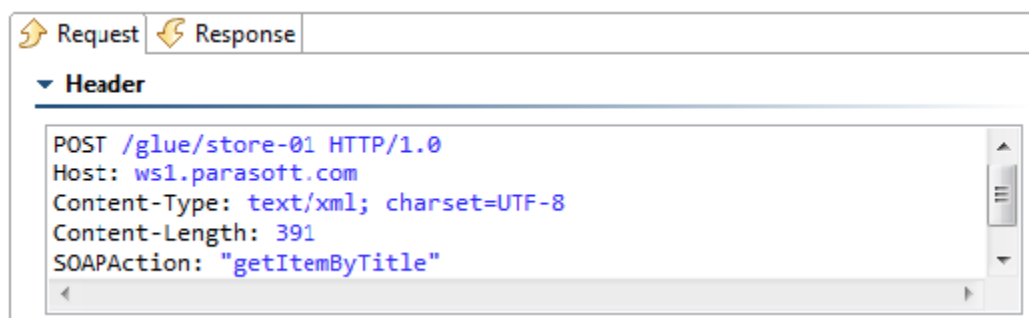 Request Response
Header
POST /glue/store-01 HTTP/1.0
Host: ws1.parasoft.com
Content-Type: text/xml; charset=UTF-8
Content-Length: 391
SOAPAction: "getItemByTitle"